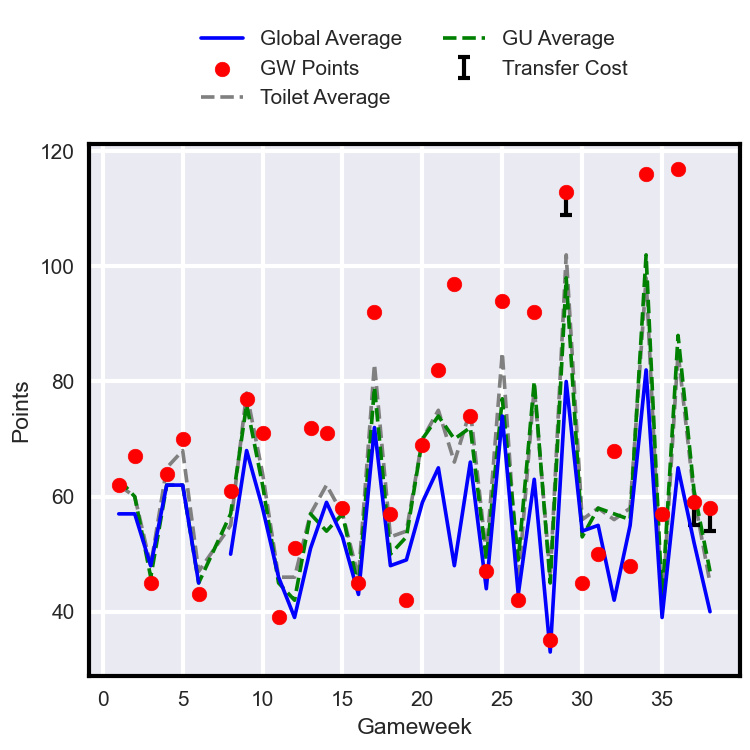 Global Average
GW Points
Toilet Average
GU Average
Transfer Cost
120
100
80
60
40
Points
0 5 10 15 20 25 30 35
Gameweek